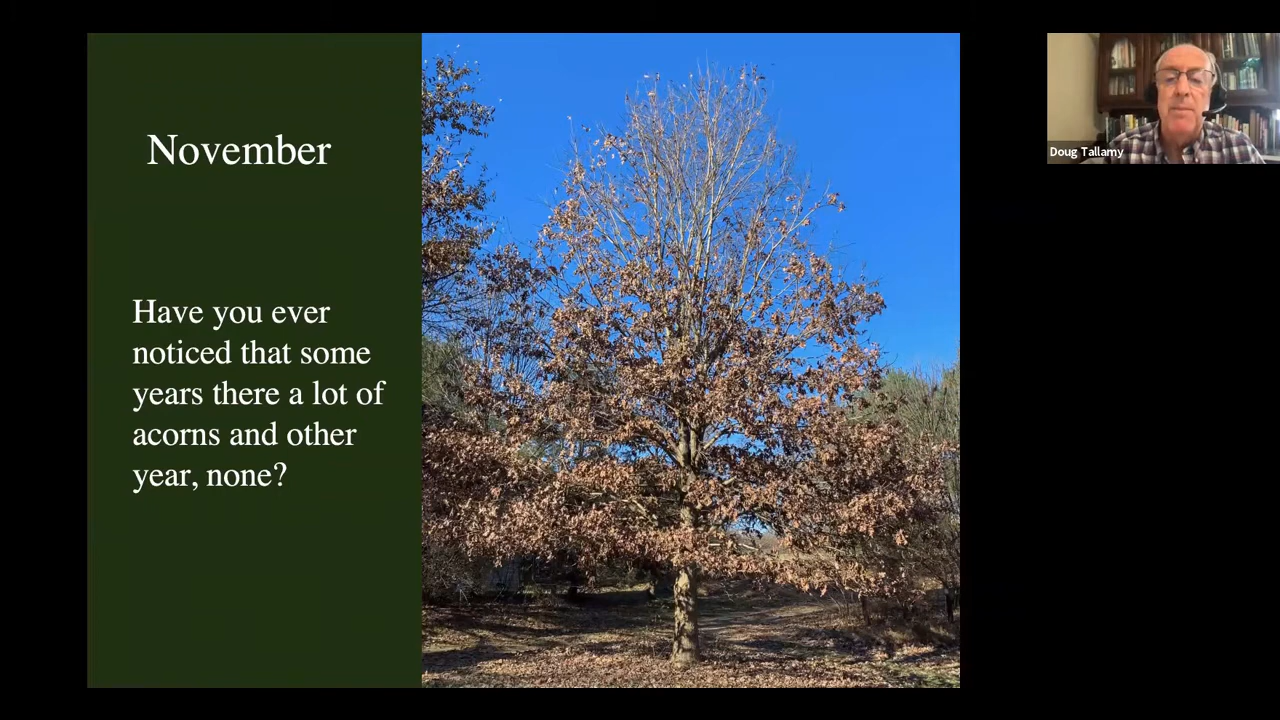 November
Have you ever
noticed that some
years there a lot of
acorns and other
year, none?
Doug Tallamy